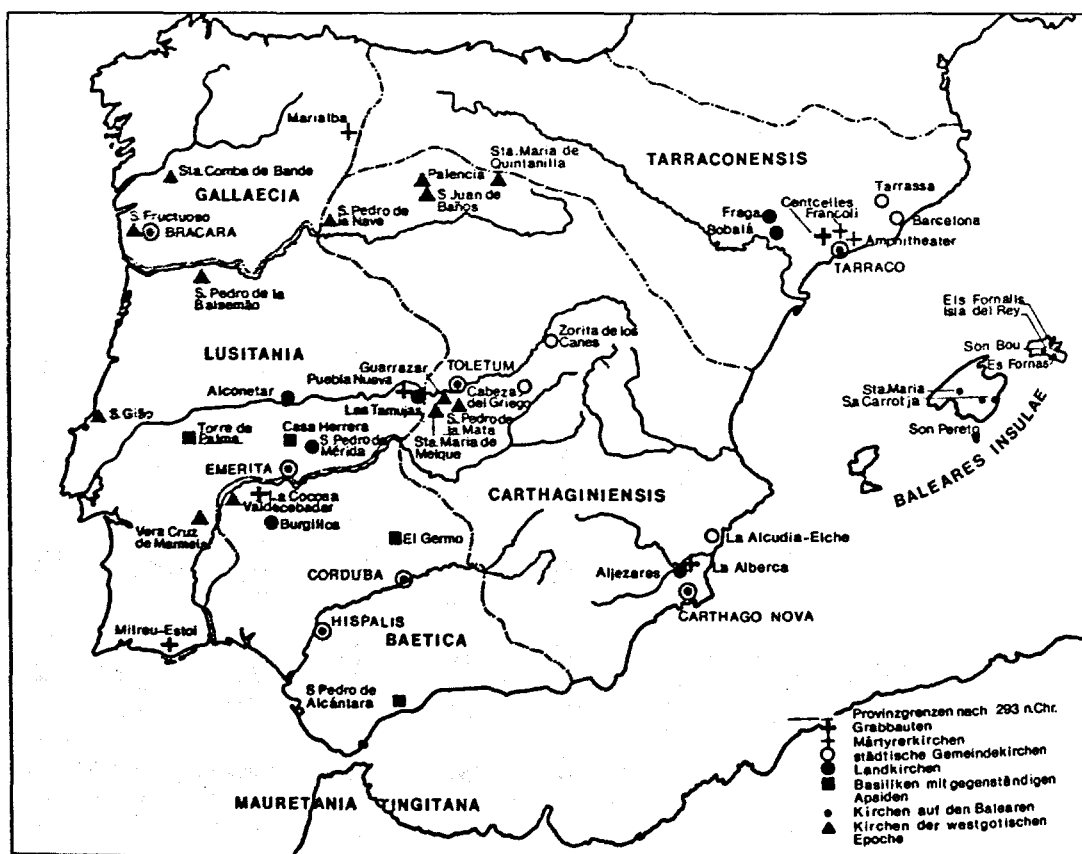 Marialba
Sta. Comba de Bande
GALLAECIA
S. Fructuoso
BRACARA
S. Pedro de
la Nave
Palencia
S. Juan de
Baños
Sta. Maria de
Quintanilla
TARRACONENSIS
Tarrassa
Barcelona
Centcelles
Francoli
Amphitheater
Fraga
Bobalá
TARRACO
S. Pedro de la
Balsemão
LUSITANIA
Alconetar
Guarrazar
Puebla Nueva
TOLETUM
Zorita de los
Canes
Cabeza
del Griego
Las Tamujas
S. Pedro de
la Mata
Sta. Maria de
Melque
S. Gião
Torre de
Palma
Casa Herrera
S. Pedro de
Mérida
EMERITA
La Cocosa
Valdecebadar
Burgillos
Vera Cruz
de Marmelar
El Germo
CORDUBA
HISPALIS
BAETICA
Mitreu-Estoi
S Pedro de
Alcántara
CARTHAGINIENSIS
La Alcudia-Elche
Aljezares
La Alberca
CARTHAGO NOVA
Els Fornalls
Isla del Rey
Son Bou
Es Fornas
Sta. Maria
Sa Carrotja
Son Pereto
BALEARES INSULAE
MAURETANIA TINGITANA
Provinzgrenzen nach 293 n.Chr.
Grabbauten
Märtyrerkirchen
städtische Gemeindekirchen
Landkirchen
Basiliken mit gegenständigen
Apsiden
Kirchen auf den Balearen
Kirchen der westgotischen
Epoche